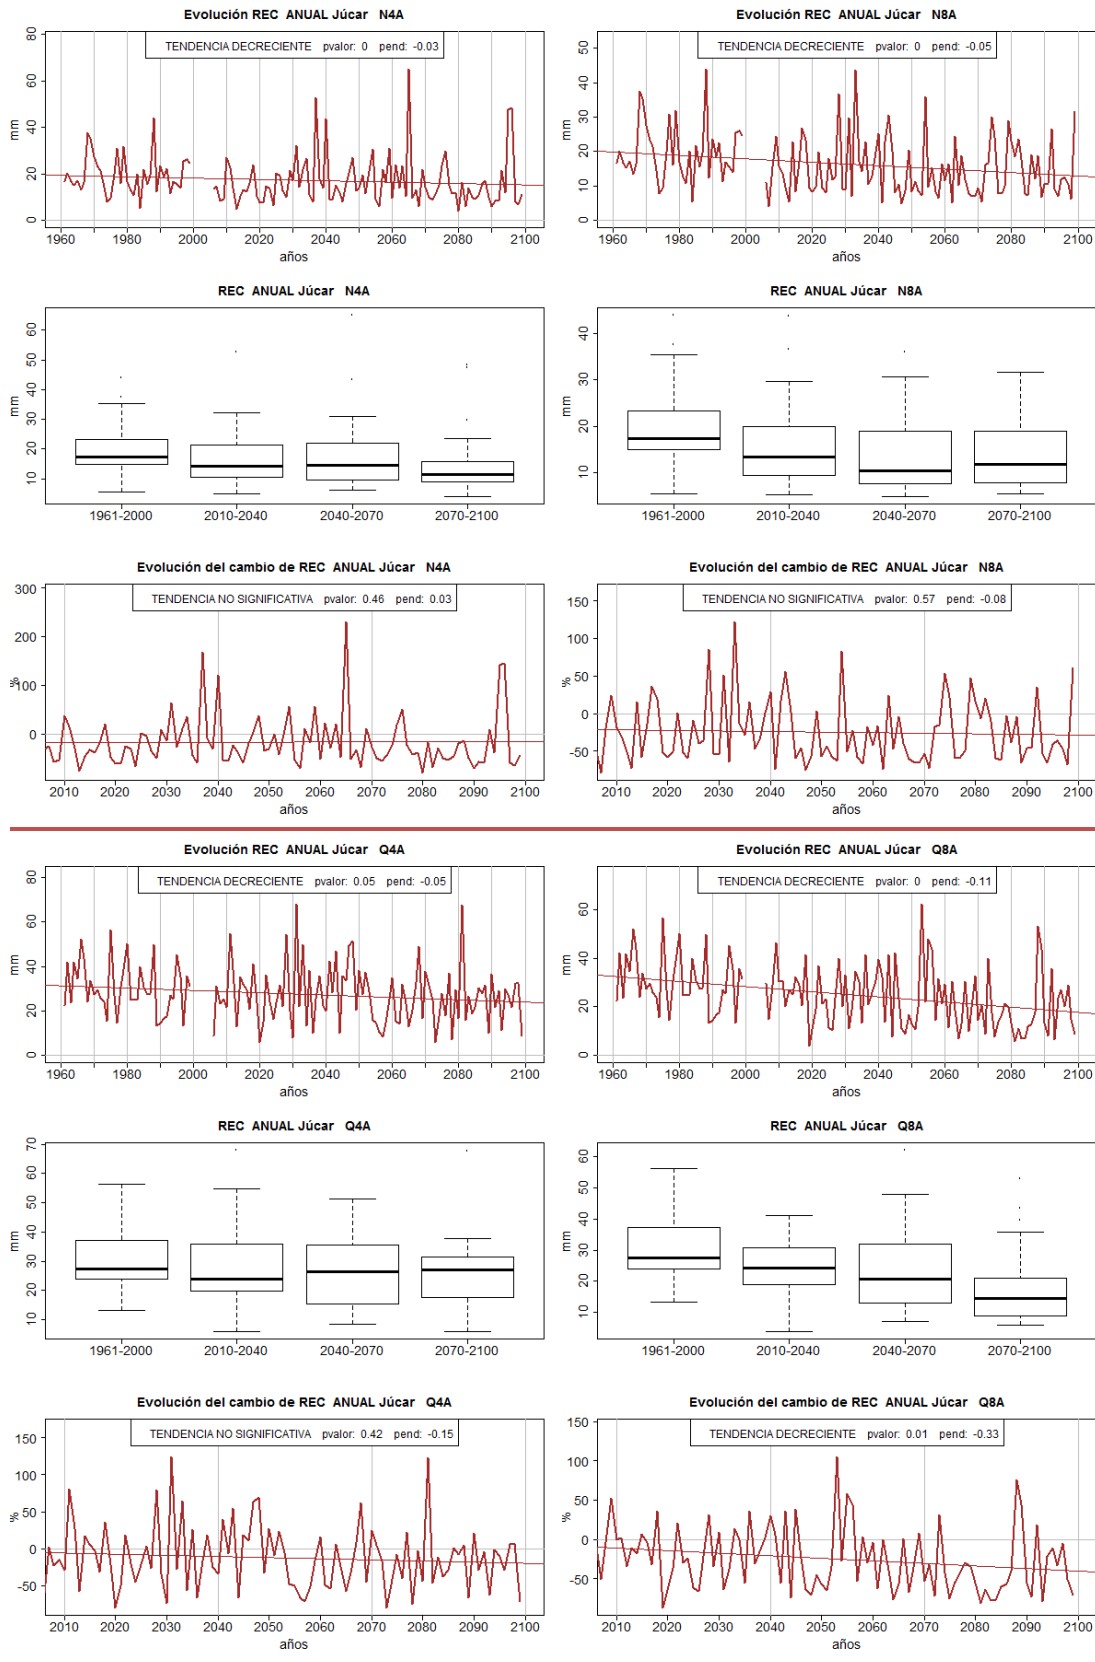 Evolución REC ANUAL Júcar N4A
TENDENCIA DECRECIENTE pvalor: 0 pend: -0.03
mm
0 20 40 60 80
1960 1980 2000 2020 2040 2060 2080 2100
años
Evolución REC ANUAL Júcar N8A
TENDENCIA DECRECIENTE pvalor: 0 pend: -0.05
mm
0 10 20 30 40 50
1960 1980 2000 2020 2040 2060 2080 2100
años
REC ANUAL Júcar N4A
mm
10 20 30 40 50 60
1961-2000 2010-2040 2040-2070 2070-2100
REC ANUAL Júcar N8A
mm
10 20 30 40
1961-2000 2010-2040 2040-2070 2070-2100
Evolución del cambio de REC ANUAL Júcar N4A
TENDENCIA NO SIGNIFICATIVA pvalor: 0.46 pend: 0.03
%
300
200
100
0
2010 2020 2030 2040 2050 2060 2070 2080 2090 2100
años
Evolución del cambio de REC ANUAL Júcar N8A
TENDENCIA NO SIGNIFICATIVA pvalor: 0.57 pend: -0.08
%
150
100
50
0
-50
2010 2020 2030 2040 2050 2060 2070 2080 2090 2100
años
Evolución REC ANUAL Júcar Q4A
TENDENCIA DECRECIENTE pvalor: 0.05 pend: -0.05
mm
0 20 40 60 80
1960 1980 2000 2020 2040 2060 2080 2100
años
Evolución REC ANUAL Júcar Q8A
TENDENCIA DECRECIENTE pvalor: 0 pend: -0.11
mm
0 20 40 60
1960 1980 2000 2020 2040 2060 2080 2100
años
REC ANUAL Júcar Q4A
mm
10 20 30 40 50 60 70
1961-2000 2010-2040 2040-2070 2070-2100
REC ANUAL Júcar Q8A
mm
10 20 30 40 50 60
1961-2000 2010-2040 2040-2070 2070-2100
Evolución del cambio de REC ANUAL Júcar Q4A
TENDENCIA NO SIGNIFICATIVA pvalor: 0.42 pend: -0.15
%
150
100
50
0
-50
2010 2020 2030 2040 2050 2060 2070 2080 2090 2100
años
Evolución del cambio de REC ANUAL Júcar Q8A
TENDENCIA DECRECIENTE pvalor: 0.01 pend: -0.33
%
150
100
50
0
-50
2010 2020 2030 2040 2050 2060 2070 2080 2090 2100
años